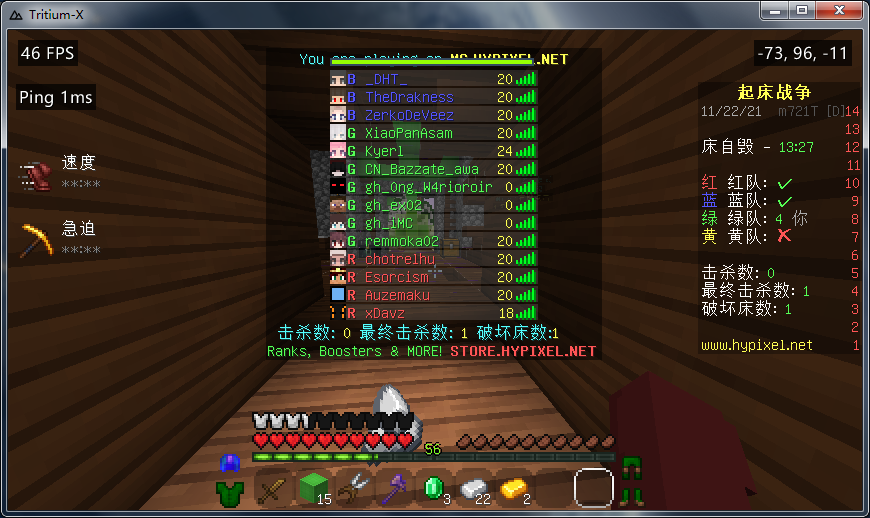 Tritium-X
46 FPS
-73, 96, -11
Ping 1ms
You are playing on MC.HYPIXEL.NET
B _DHT_ 20
B TheDrakness 20
B ZerkoDeVeez 20
G XiaoPanAsam 20
G Kyerl 24
G CN_Bazzate_awa 20
G gh_0ng_W4rioroir 0
G gh_ex02 0
G gh_iMC 0
G remmoka02 20
R chotrelhu 20
R Esorcism 20
R Auzemaku 20
R xDavz 18
击杀数: 0 最终击杀数: 1 破坏床数:1
Ranks, Boosters & MORE! STORE.HYPIXEL.NET
速度
**:**
急迫
**:**
起床战争
11/22/21 m721T [D] 14
13
床自毁 - 13:27 12
11
红 红队: ✓ 10
蓝 蓝队: ✓ 9
绿 绿队: 4 你 8
黄 黄队: ✗ 7
6
击杀数: 0 5
最终击杀数: 1 4
破坏床数: 1 3
2
www.hypixel.net 1
56
15
3
22
2